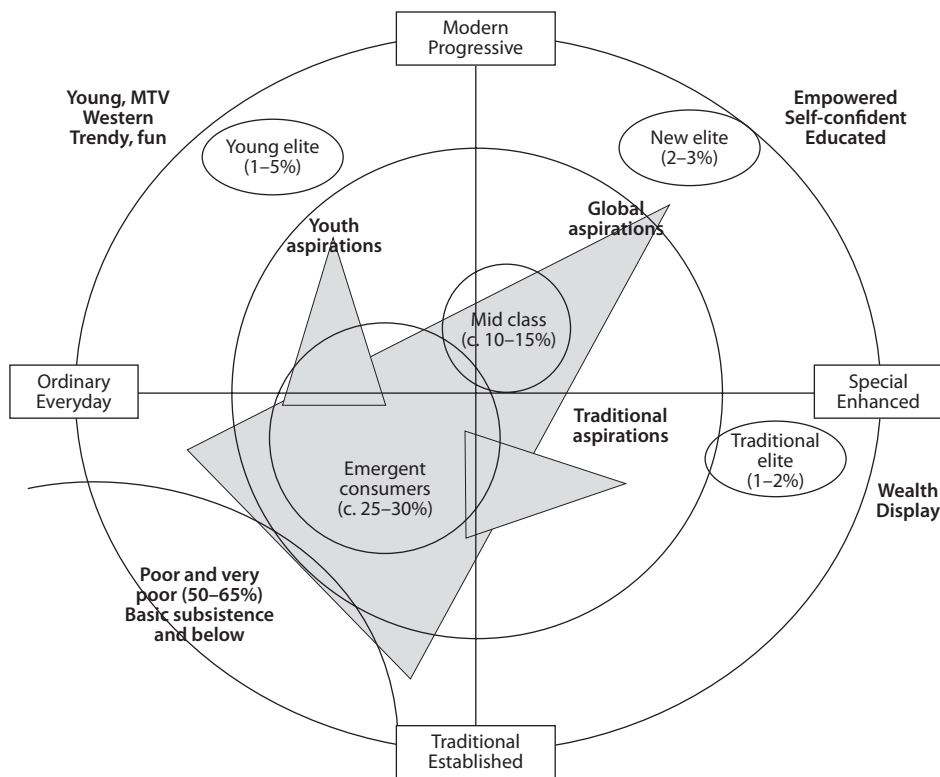 Modern
Progressive
Young, MTV
Western
Trendy, fun
Empowered
Self-confident
Educated
Young elite
(1–5%)
New elite
(2–3%)
Youth
aspirations
Global
aspirations
Mid class
(c. 10–15%)
Ordinary
Everyday
Special
Enhanced
Traditional
aspirations
Traditional
elite
(1–2%)
Emergent
consumers
(c. 25–30%)
Wealth
Display
Poor and very
poor (50–65%)
Basic subsistence
and below
Traditional
Established